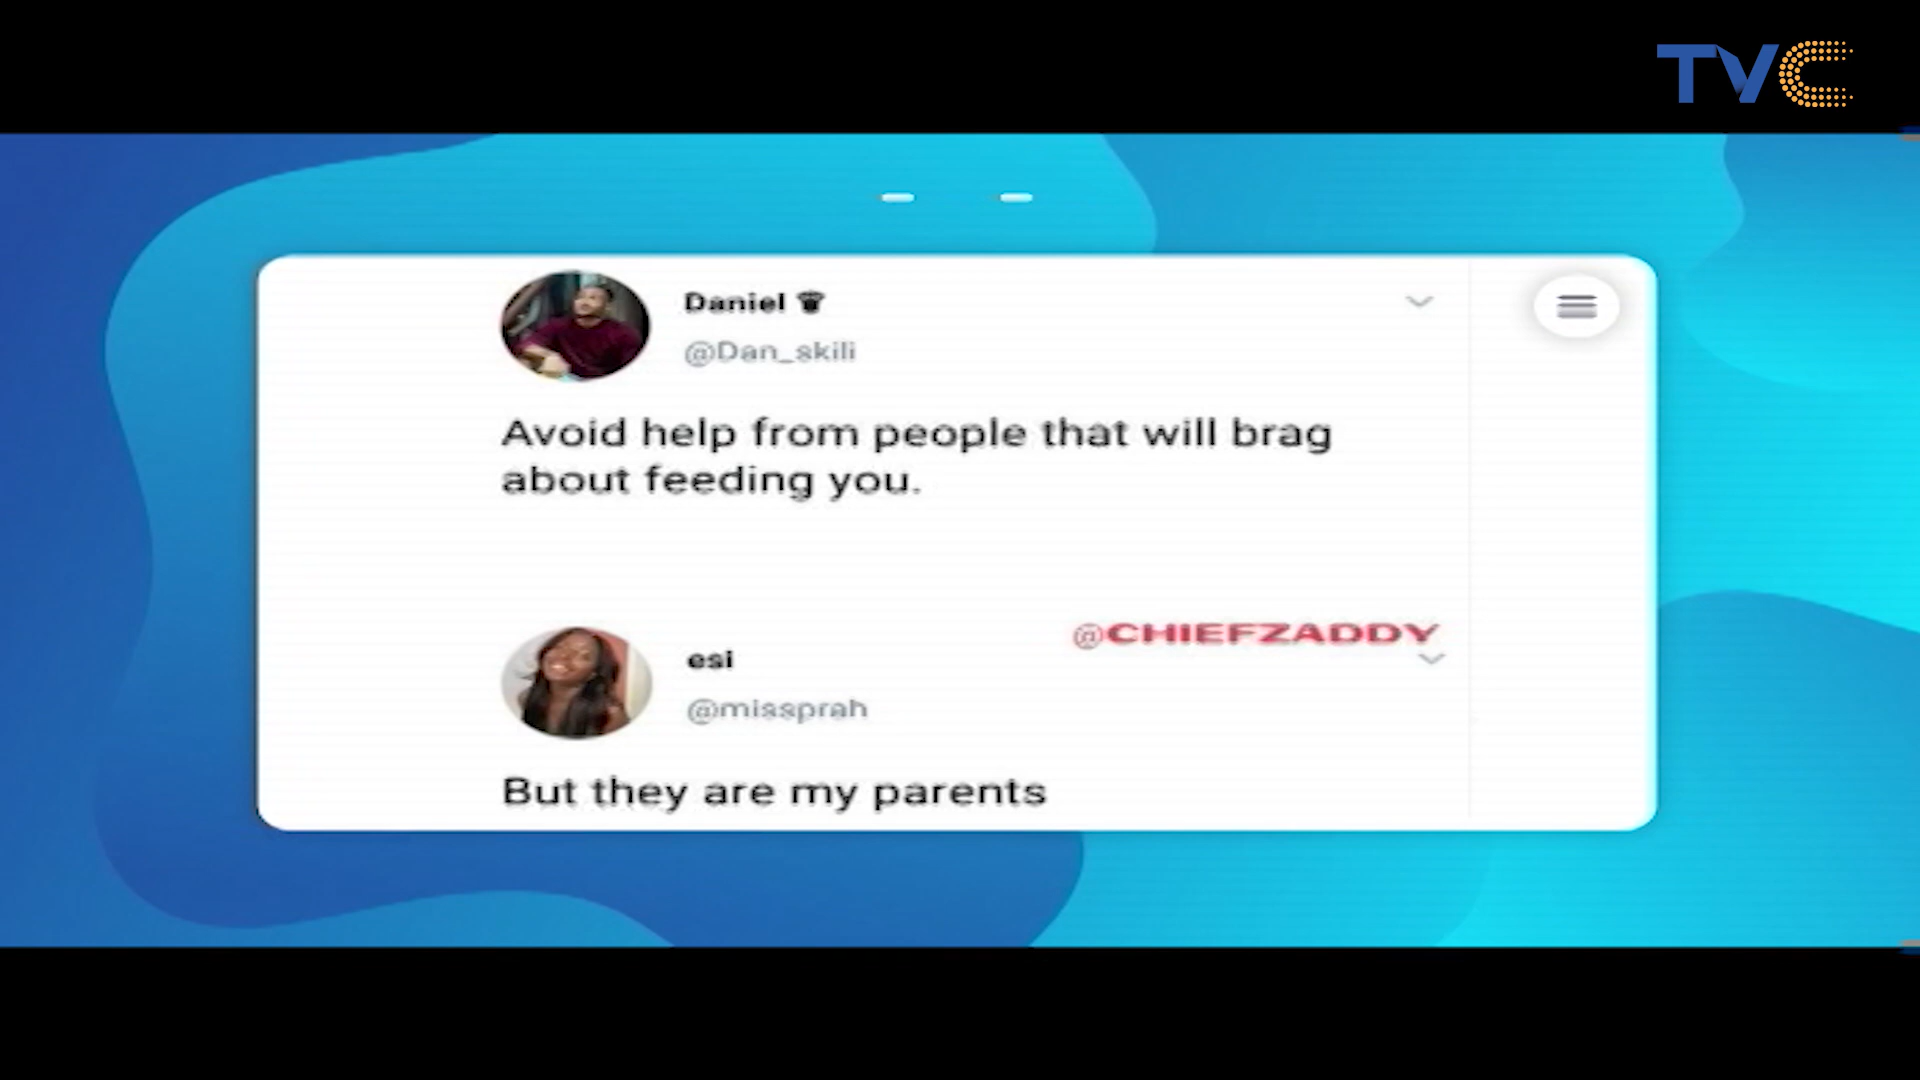 TVC
Daniel
@Dan_skili
Avoid help from people that will brag
about feeding you.
@CHIEFZADDY
esi
@missprah
But they are my parents